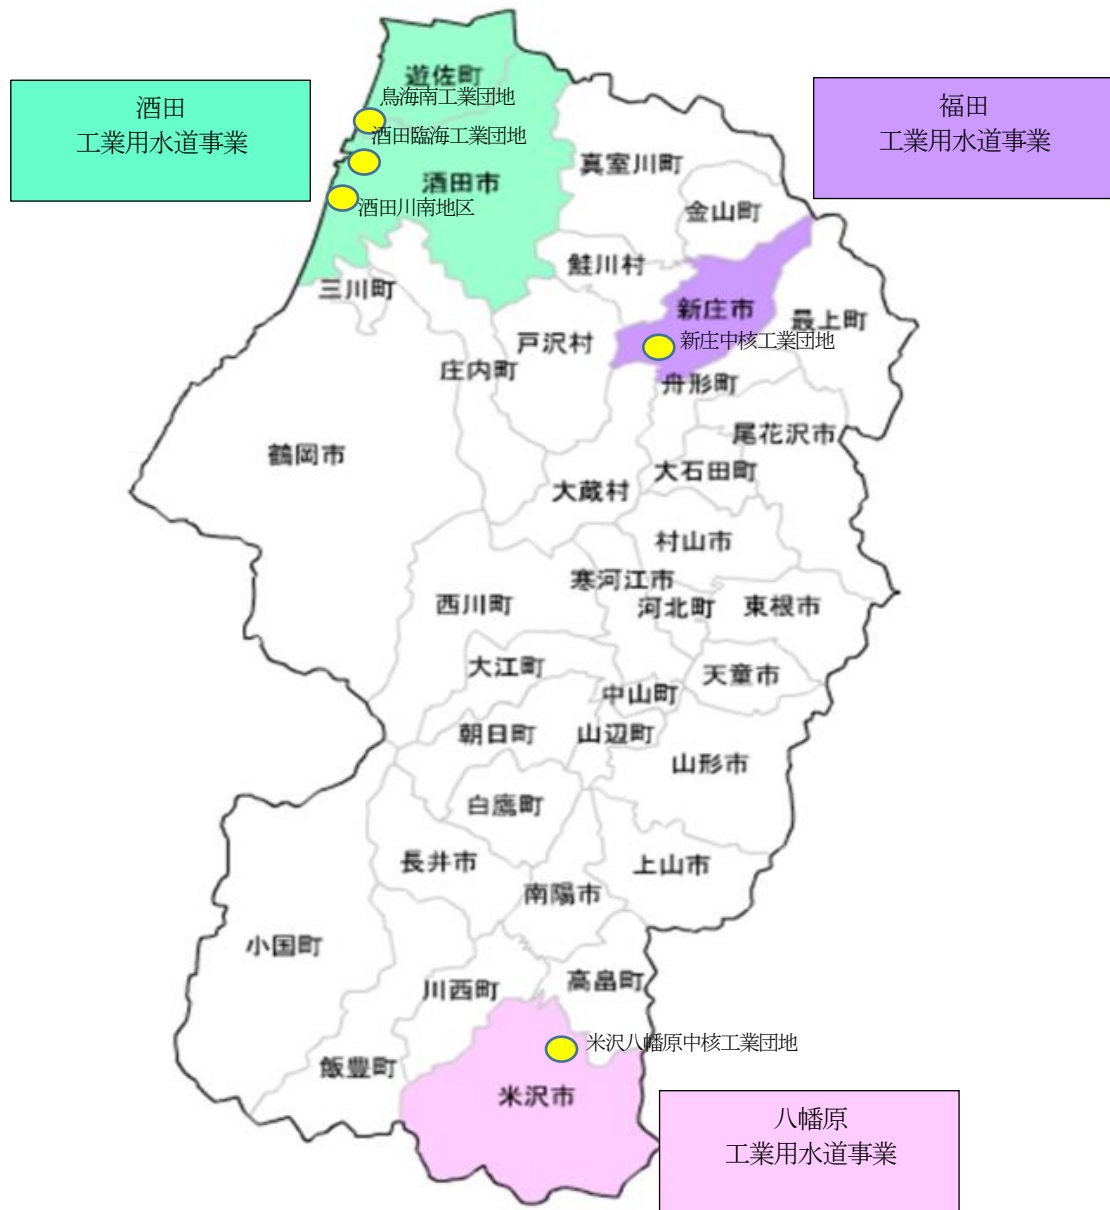 遊佐町
鳥海南工業団地
酒田
工業用水道事業
福田
工業用水道事業
酒田臨海工業団地
真室川町
酒田市
酒田川南地区
金山町
鮭川村
三川町
新庄市
最上町
戸沢村
新庄中核工業団地
庄内町
舟形町
尾花沢市
鶴岡市
大石田町
大蔵村
村山市
寒河江市
西川町
河北町
東根市
大江町
天童市
中山町
朝日町
山辺町
山形市
白鷹町
長井市
上山市
南陽市
小国町
高畠町
川西町
米沢八幡原中核工業団地
飯豊町
米沢市
八幡原
工業用水道事業